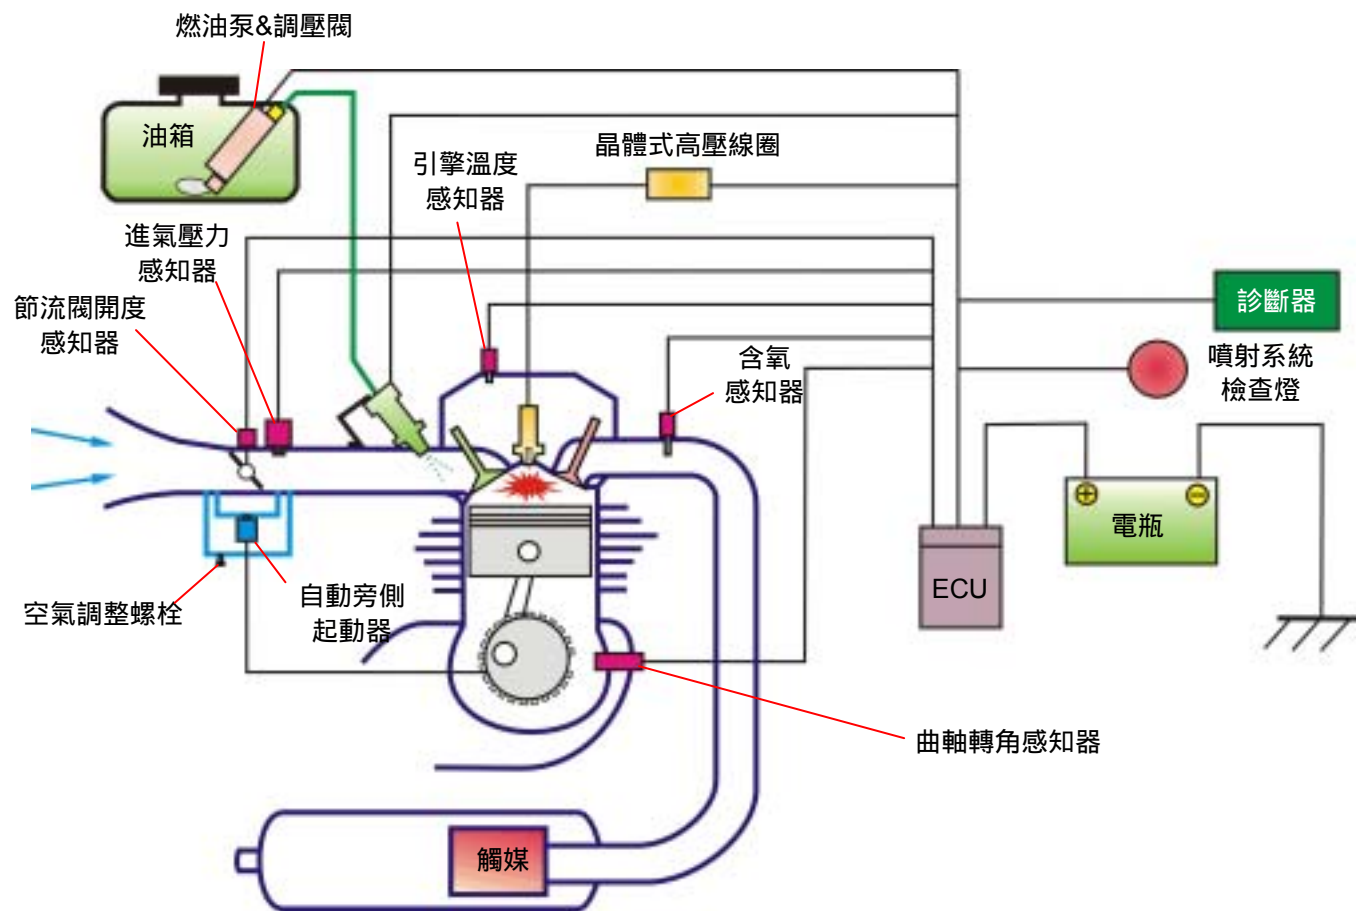 燃油泵&調壓閥
油箱
晶體式高壓線圈
引擎溫度
感知器
進氣壓力
感知器
節流閥開度
感知器
診斷器
含氧
感知器
噴射系統
檢查燈
電瓶
ECU
自動旁側
起動器
空氣調整螺栓
曲軸轉角感知器
觸媒